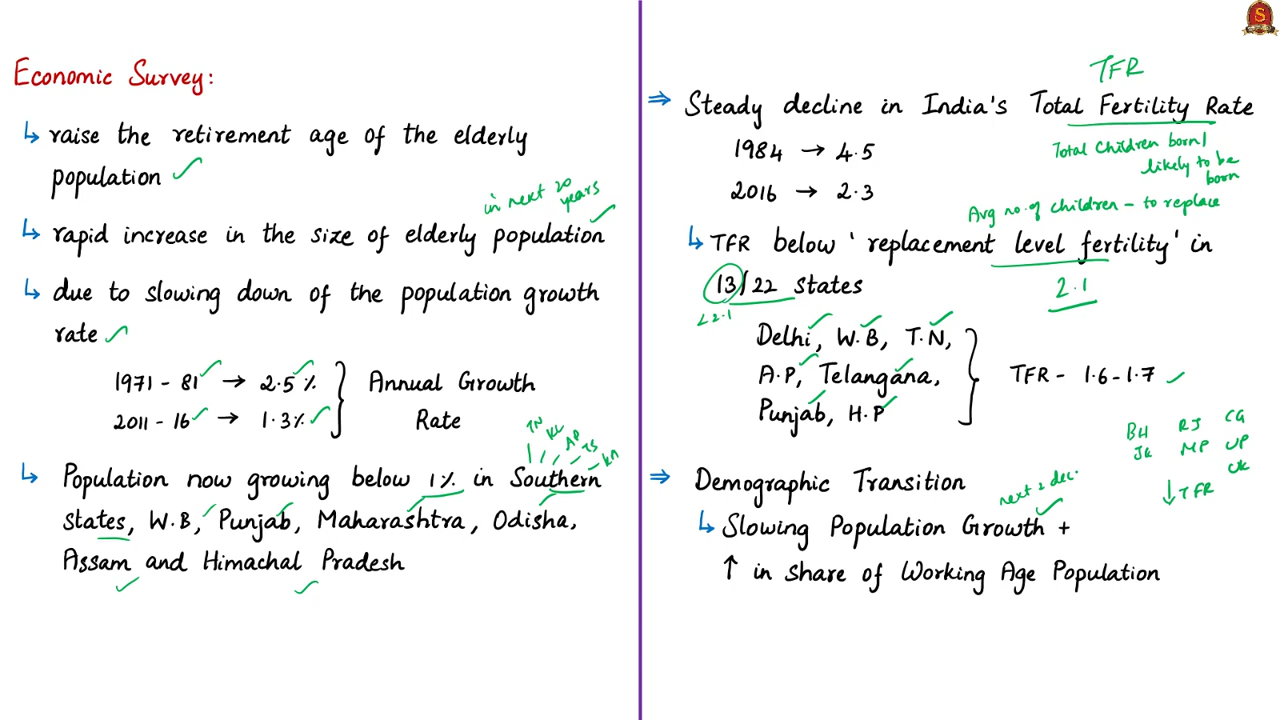 Economic Survey:
↳ raise the retirement age of the elderly
population ✓
in next 20
years
↳ rapid increase in the size of elderly population
↳ due to slowing down of the population growth
rate ✓
1971 - 81 → 2.5 %
2011 - 16 → 1.3 %
Annual Growth
Rate
TN KL AP TS KA
↳ Population now growing below 1% in Southern
states, W.B, Punjab, Maharashtra, Odisha,
Assam and Himachal Pradesh
S
TFR
⇒ Steady decline in India's Total Fertility Rate
1984 → 4.5
2016 → 2.3
Total Children born/
likely to be
born
Avg no. of children - to replace
↳ TFR below 'replacement level fertility' in
13/22 states
2.1
<2.1
Delhi, W.B, T.N,
A.P, Telangana,
Punjab, H.P
TFR - 1.6-1.7 ✓
BH RJ CG
JH MP UP
UK
↓ TFR
⇒ Demographic Transition
next 2 dec.
↳ Slowing Population Growth +
↑ in share of Working Age Population